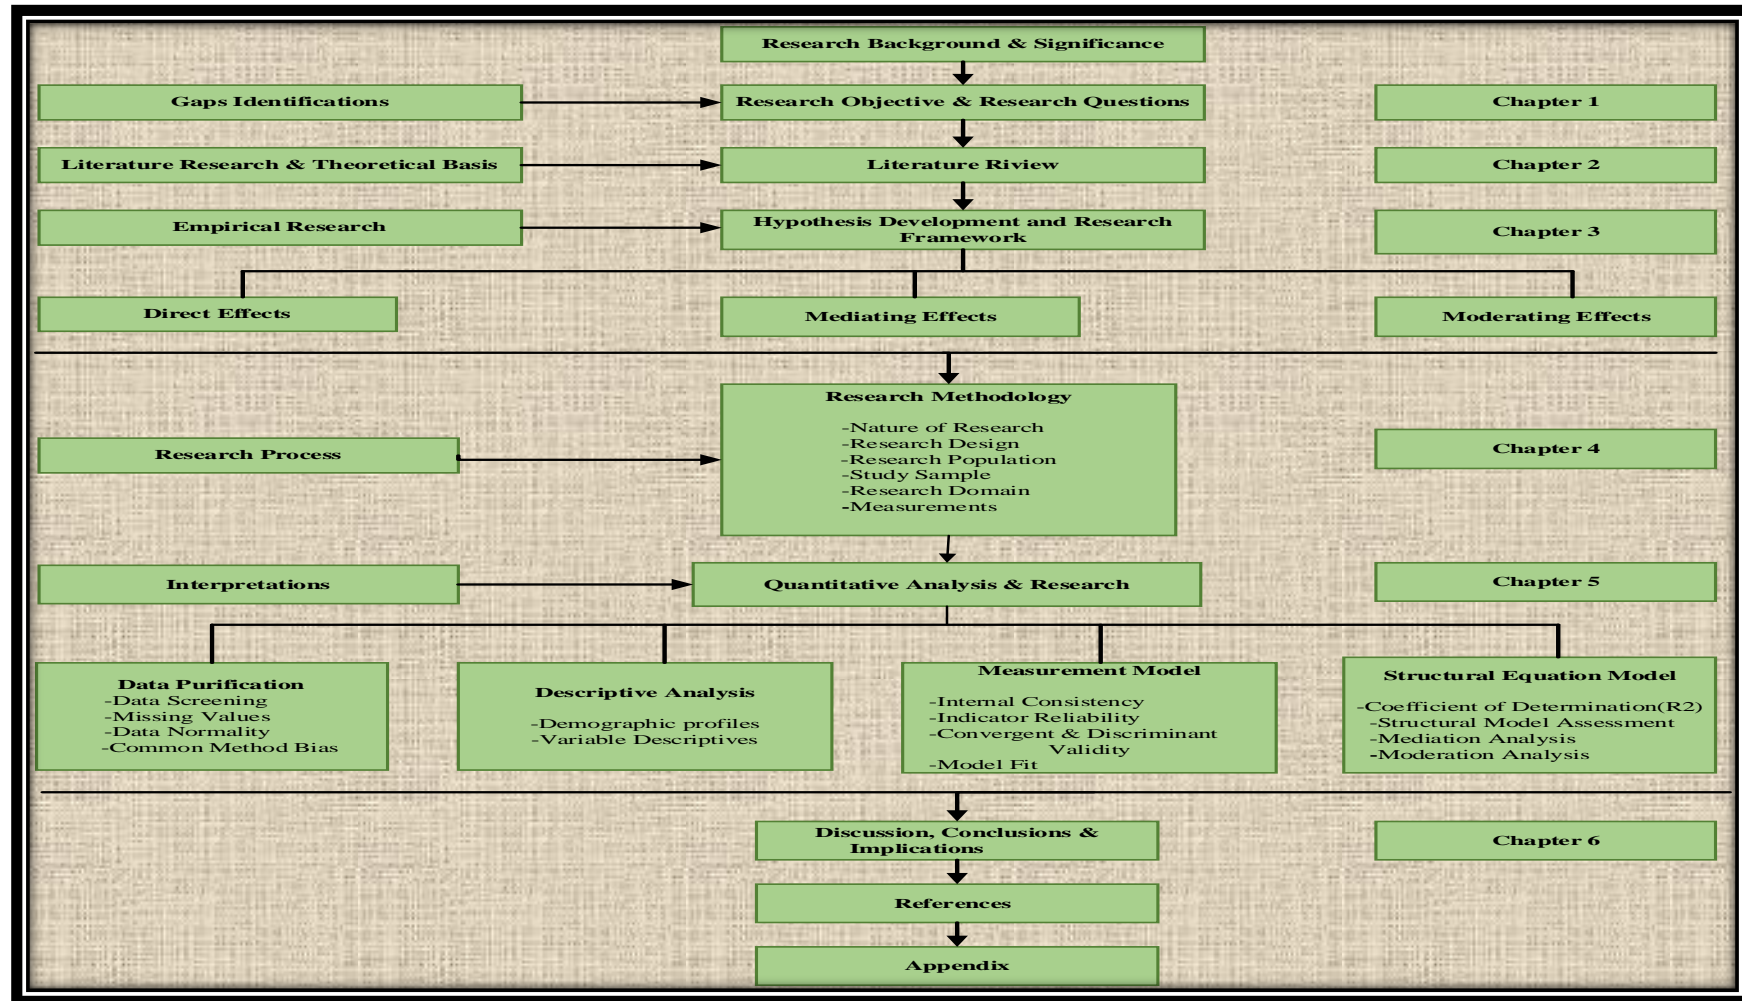 Research Background & Significance
Gaps Identifications
Research Objective & Research Questions
Chapter 1
Literature Research & Theoretical Basis
Literature Riview
Chapter 2
Empirical Research
Hypothesis Development and Research
Framework
Chapter 3
Direct Effects
Mediating Effects
Moderating Effects
Research Methodology
-Nature of Research
-Research Design
-Research Population
-Study Sample
-Research Domain
-Measurements
Research Process
Chapter 4
Interpretations
Quantitative Analysis & Research
Chapter 5
Data Purification
-Data Screening
-Missing Values
-Data Normality
-Common Method Bias
Descriptive Analysis
-Demographic profiles
-Variable Descriptives
Measurement Model
-Internal Consistency
-Indicator Reliability
-Convergent & Discriminant
Validity
-Model Fit
Structural Equation Model
-Coefficient of Determination(R2)
-Structural Model Assessment
-Mediation Analysis
-Moderation Analysis
Discussion, Conclusions &
Implications
Chapter 6
References
Appendix